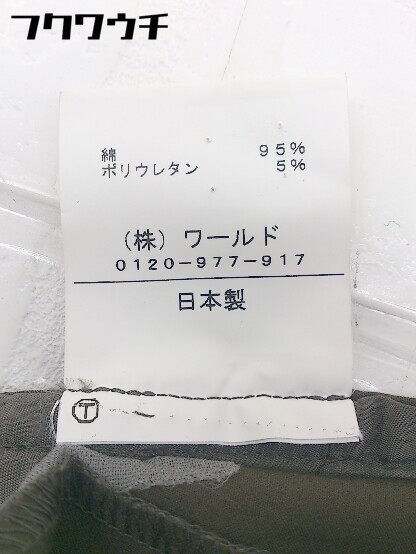 フクワウチ
綿 95%
ポリウレタン 5%
(株)ワールド
0120-977-917
日本製
T